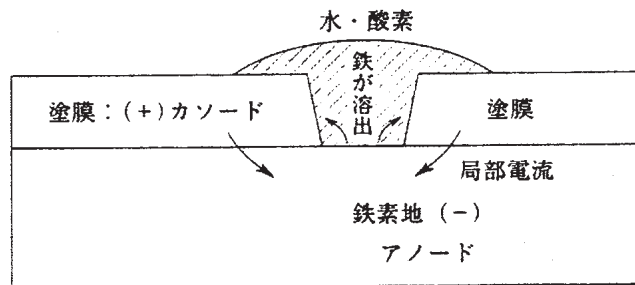 水・酸素
鉄が溶出
塗膜：(+)カソード
塗膜
局部電流
鉄素地 (−)
アノード